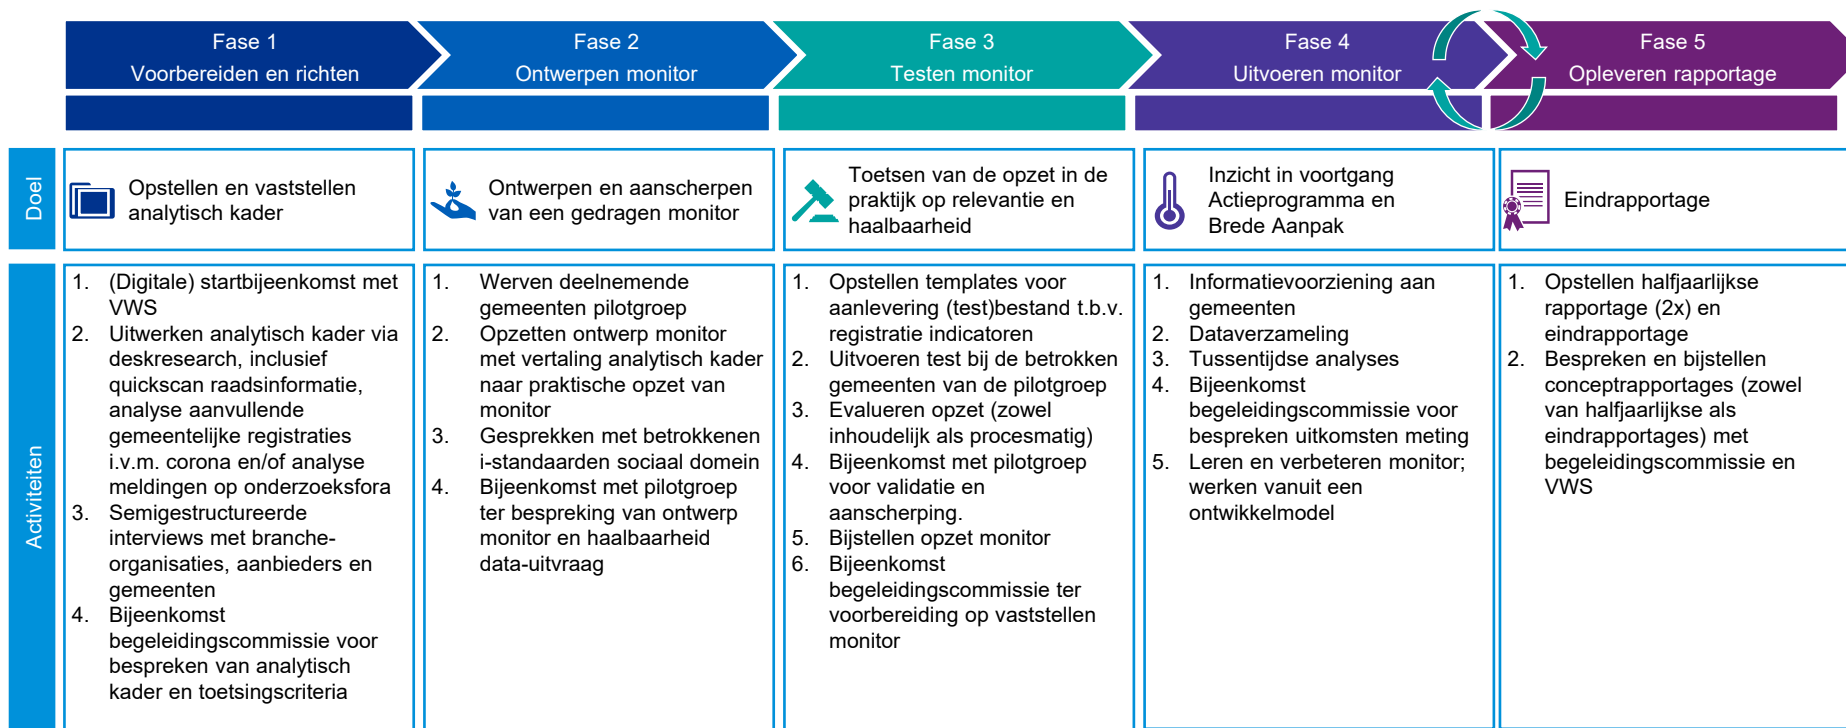 Fase 1
Voorbereiden en richten
Fase 2
Ontwerpen monitor
Fase 3
Testen monitor
Fase 4
Uitvoeren monitor
Fase 5
Opleveren rapportage
Doel
Opstellen en vaststellen
analytisch kader
Ontwerpen en aanscherpen
van een gedragen monitor
Toetsen van de opzet in de
praktijk op relevantie en
haalbaarheid
Inzicht in voortgang
Actieprogramma en
Brede Aanpak
Eindrapportage
Activiteiten
1. (Digitale) startbijeenkomst met
VWS
2. Uitwerken analytisch kader via
deskresearch, inclusief
quickscan raadsinformatie,
analyse aanvullende
gemeentelijke registraties
i.v.m. corona en/of analyse
meldingen op onderzoeksfora
3. Semigestructureerde
interviews met branche-
organisaties, aanbieders en
gemeenten
4. Bijeenkomst
begeleidingscommissie voor
bespreken van analytisch
kader en toetsingscriteria
1. Werven deelnemende
gemeenten pilotgroep
2. Opzetten ontwerp monitor
met vertaling analytisch kader
naar praktische opzet van
monitor
3. Gesprekken met betrokkenen
i-standaarden sociaal domein
4. Bijeenkomst met pilotgroep
ter bespreking van ontwerp
monitor en haalbaarheid
data-uitvraag
1. Opstellen templates voor
aanlevering (test)bestand t.b.v.
registratie indicatoren
2. Uitvoeren test bij de betrokken
gemeenten van de pilotgroep
3. Evalueren opzet (zowel
inhoudelijk als procesmatig)
4. Bijeenkomst met pilotgroep
voor validatie en
aanscherping.
5. Bijstellen opzet monitor
6. Bijeenkomst
begeleidingscommissie ter
voorbereiding op vaststellen
monitor
1. Informatievoorziening aan
gemeenten
2. Dataverzameling
3. Tussentijdse analyses
4. Bijeenkomst
begeleidingscommissie voor
bespreken uitkomsten meting
5. Leren en verbeteren monitor;
werken vanuit een
ontwikkelmodel
1. Opstellen halfjaarlijkse
rapportage (2x) en
eindrapportage
2. Bespreken en bijstellen
conceptrapportages (zowel
van halfjaarlijkse als
eindrapportages) met
begeleidingscommissie en
VWS